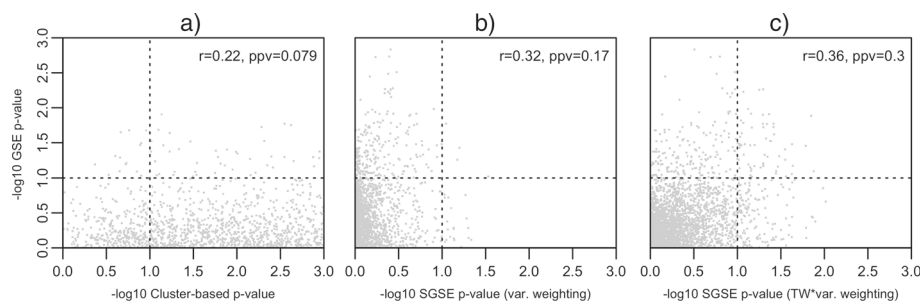 a)
b)
c)
r=0.22, ppv=0.079
r=0.32, ppv=0.17
r=0.36, ppv=0.3
-log10 GSE p-value
3.0
2.5
2.0
1.5
1.0
0.5
0.0
0.0 0.5 1.0 1.5 2.0 2.5 3.0
0.0 0.5 1.0 1.5 2.0 2.5 3.0
0.0 0.5 1.0 1.5 2.0 2.5 3.0
-log10 Cluster-based p-value
-log10 SGSE p-value (var. weighting)
-log10 SGSE p-value (TW*var. weighting)